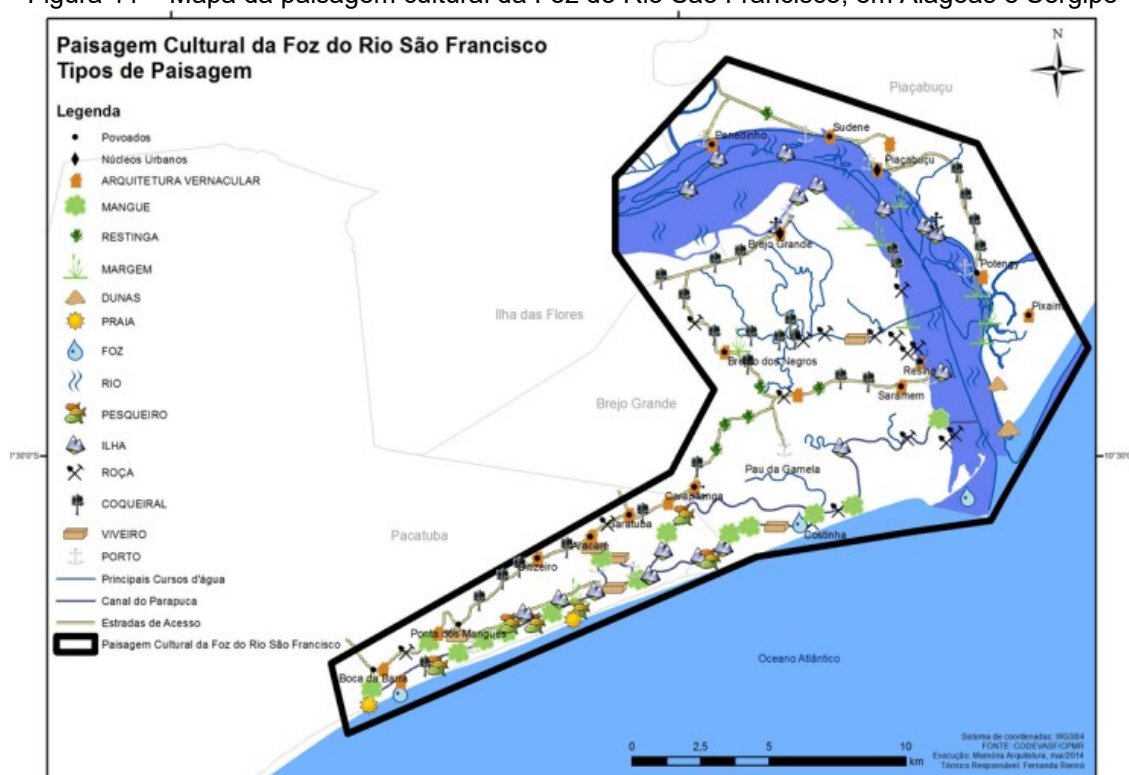 Figura 44 – Mapa da paisagem cultural da Foz do Rio São Francisco, em Alagoas e Sergipe
Paisagem Cultural da Foz do Rio São Francisco
Tipos de Paisagem
N
Legenda
Povoados
Núcleos Urbanos
ARQUITETURA VERNACULAR
MANGUE
RESTINGA
MARGEM
DUNAS
PRAIA
FOZ
RIO
PESQUEIRO
ILHA
ROÇA
COQUEIRAL
VIVEIRO
PORTO
Principais Cursos d'água
Canal do Parapuca
Estradas de Acesso
Paisagem Cultural da Foz do Rio São Francisco
Piaçabuçu
Penedinho
Sudene
Piaçabuçu
Brejo Grande
Potengy
Pixaim
Ilha das Flores
Brejão dos Negros
Resina
Saramem
Brejo Grande
Pau da Gamela
Carapitanga
Garatuba
Costinha
Pacatuba
Aracaré
Ponta dos Mangues
Boca da Barra
Oceano Atlântico
10°30
0 2,5 5 10
km
Sistema de coordenadas: WGS84
FONTE: CODEVASF/CPMR
Execução: Memória Arquitetura, mai/2014
Técnico Responsável: Fernanda Rennó